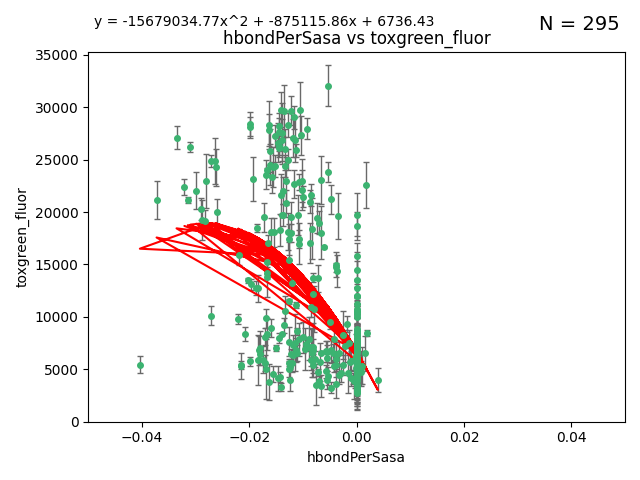 y = -15679034.77x^2 + -875115.86x + 6736.43
N = 295
hbondPerSasa vs toxgreen_fluor
35000
30000
25000
20000
15000
10000
5000
0
toxgreen_fluor
−0.04
−0.02
0.00
0.02
0.04
hbondPerSasa